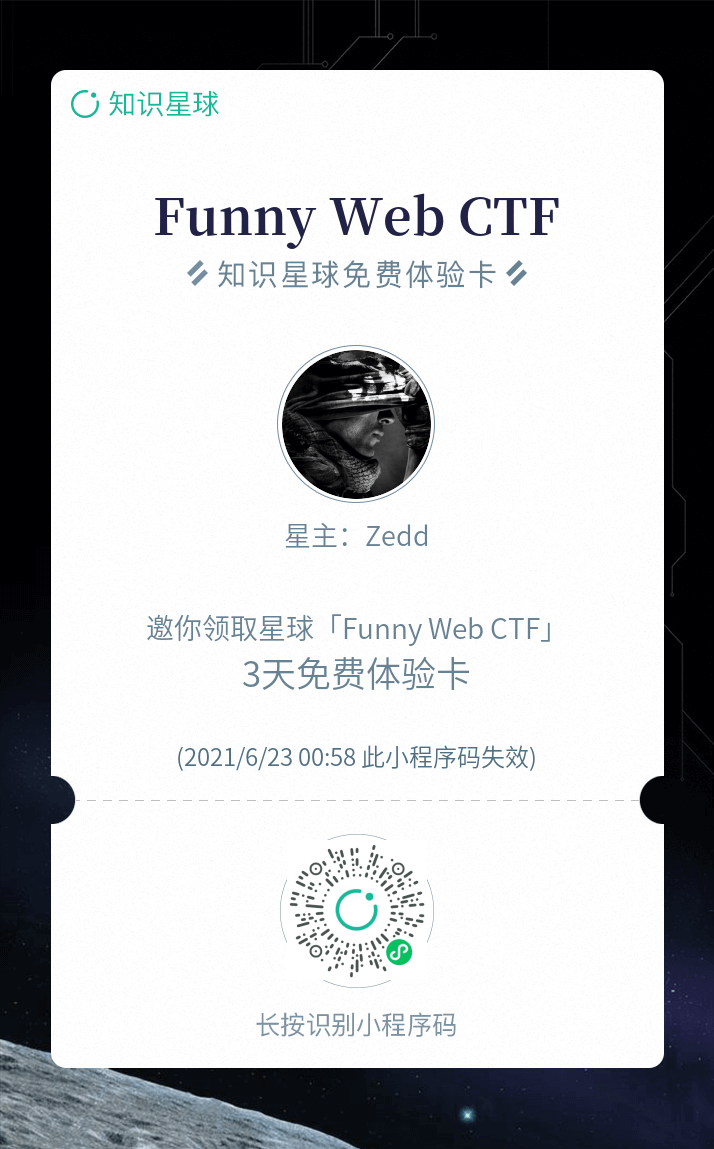 知识星球
Funny Web CTF
知识星球免费体验卡
星主：Zedd
邀你领取星球「Funny Web CTF」
3天免费体验卡
(2021/6/23 00:58 此小程序码失效)
长按识别小程序码